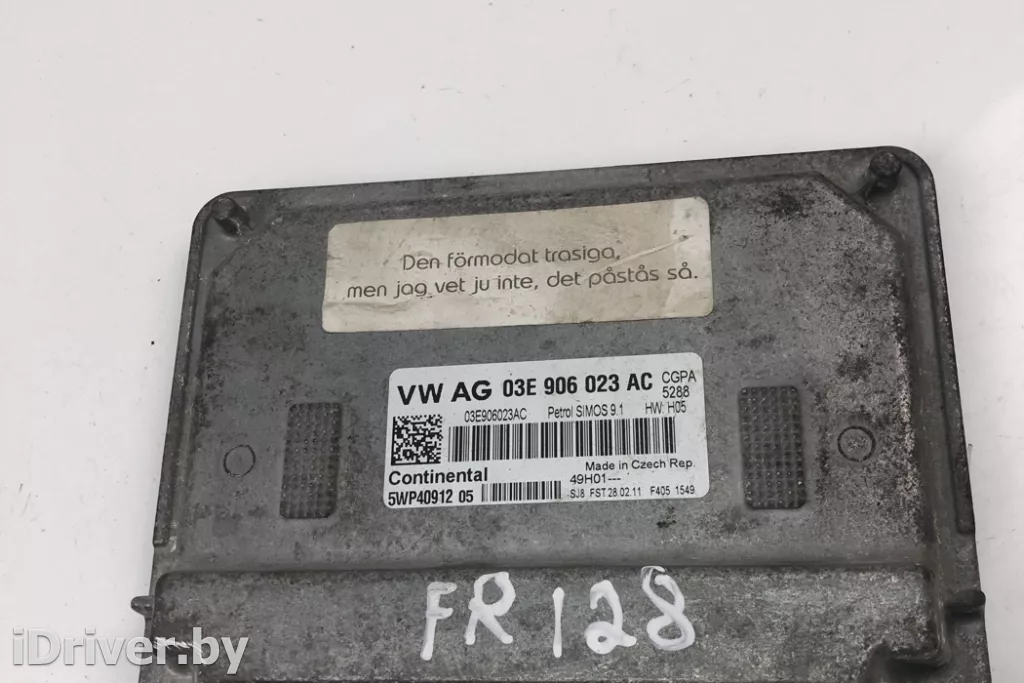 Den förmodat trasiga,
men jag vet ju inte, det påstås så.
VW AG 03E 906 023 AC CGPA
5288
03E906023AC Petrol SIMOS 9.1 HW: H05
Continental Made in Czech Rep.
49H01---
5WP40912 05 SJ8 FST 28.02.11 F405 1549
FR 128
iDriver.by